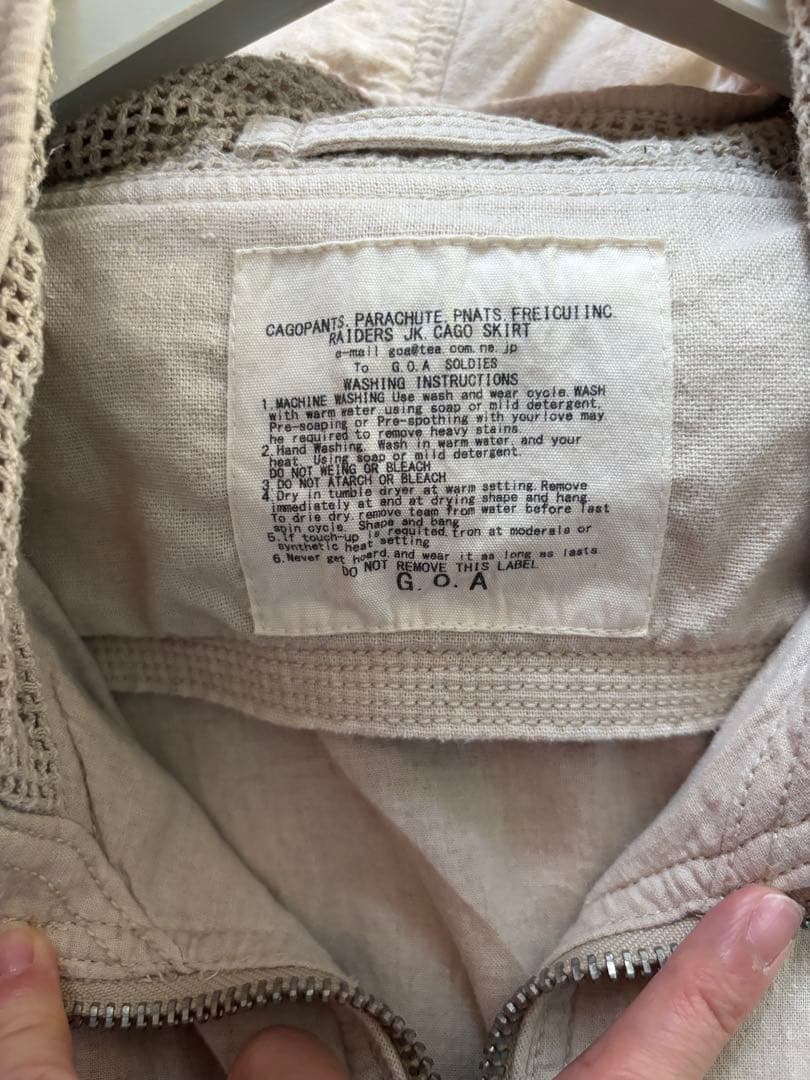 CAGOPANTS. PARACHUTE. PNATS. FREICUIINC
RAIDERS JK. CAGO SKIRT
e-mail goa@tea.com.ne.jp
To G.O.A SOLDIES
WASHING INSTRUCTIONS
1.MACHINE WASHING Use wash and wear cycle. WASH
with warm water, using soap or mild detergent.
Pre-soaping or Pre-spothing with your love may
he required to remove heavy stains.
2.Hand Washing. Wash in warm water, and your
heat. Using soap or mild detergent.
DO NOT WEING OR BLEACH
3.DO NOT ATARCH OR BLEACH
4.Dry in tumble dryer at warm setting. Remove
immediately at and at drying shape and hang.
To drie dry, remove team from water before fast
spin cycle. Shape and bang
5.If touch-up is requited, tron at moderals or
synthetic heat setting
6.Never get hoard, and wear it as long as lasts.
DO NOT REMOVE THIS LABEL
G. O. A